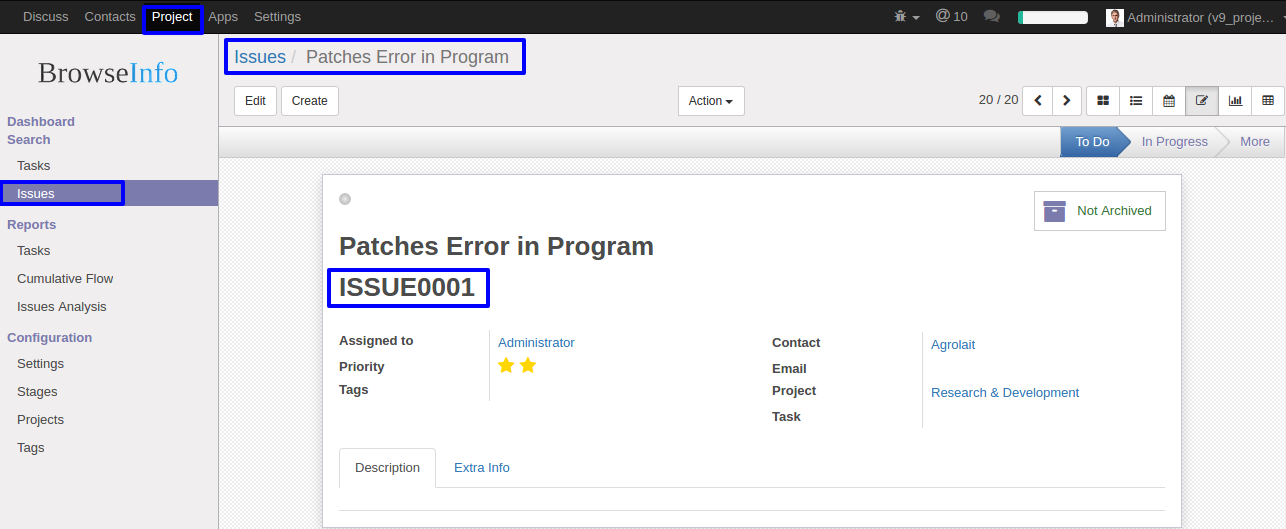 Discuss Contacts Project Apps Settings @ 10 Administrator (v9_proje…
BrowseInfo
Issues / Patches Error in Program
Edit Create Action 20 / 20
To Do In Progress More
Dashboard
Search
Tasks
Issues
Reports
Tasks
Cumulative Flow
Issues Analysis
Configuration
Settings
Stages
Projects
Tags
Not Archived
Patches Error in Program
ISSUE0001
Assigned to Administrator
Priority
Tags
Contact Agrolait
Email
Project Research & Development
Task
Description Extra Info